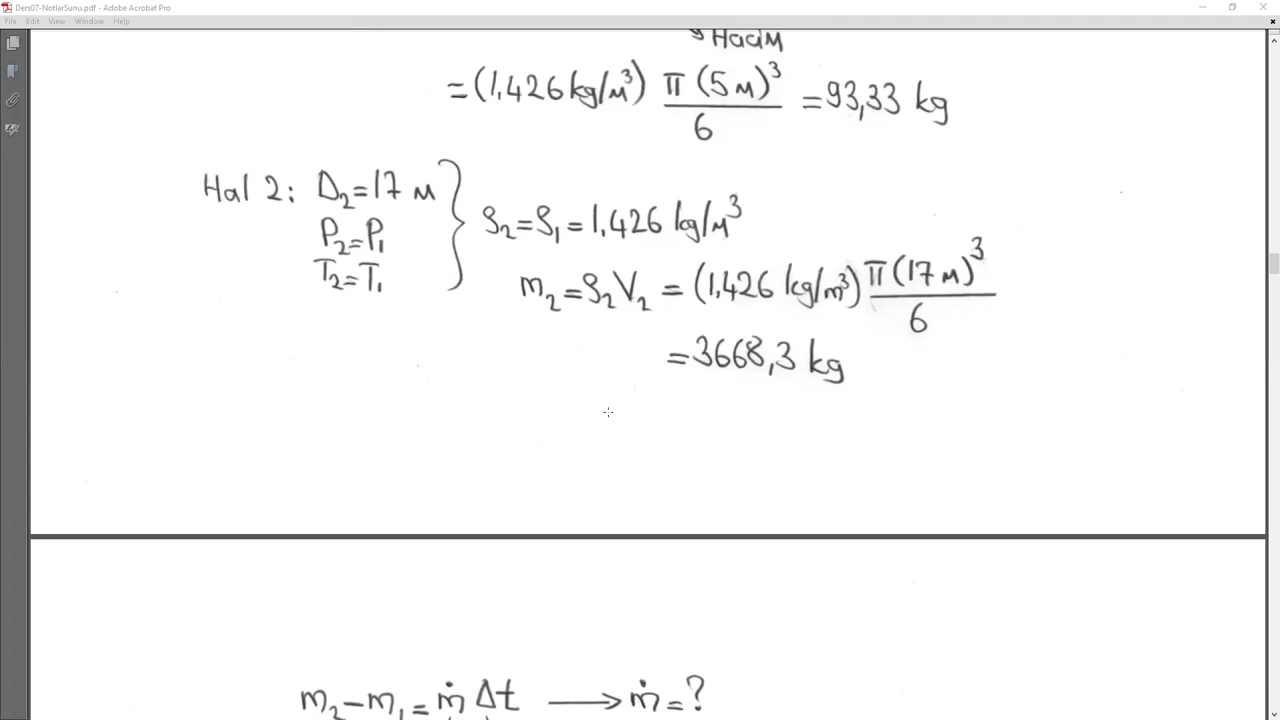 Ders07-NotlarSunu.pdf - Adobe Acrobat Pro
File Edit View Window Help
Hacim
= (1,426 kg/m³) π (5 m)³ / 6 = 93,33 kg
Hal 2: D₂ = 17 m
P₂ = P₁
T₂ = T₁
ρ₂ = ρ₁ = 1,426 kg/m³
m₂ = ρ₂ V₂ = (1,426 kg/m³) π (17 m)³ / 6
= 3668,3 kg
m₂ - m₁ = ṁ Δt → ṁ = ?